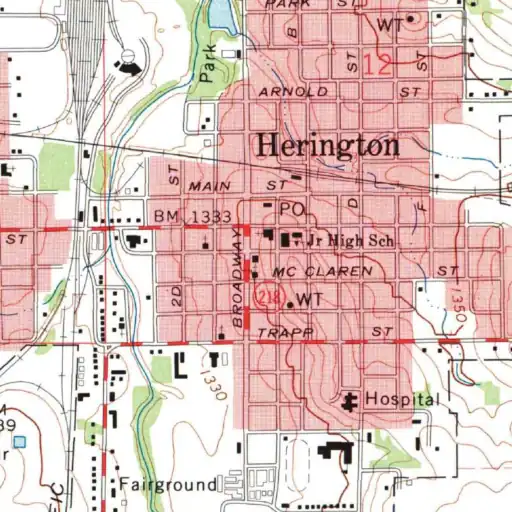 PARK ST
WT
B
ST
ST
12
Park
ARNOLD ST
Herington
ST
MAIN ST
D
F
PO
BM 1333
ST
Jr High Sch
BROADWAY
MC CLAREN ST
2D
218
WT
1350
TRAPP ST
1330
Hospital
M
39
r
Fairground
IC